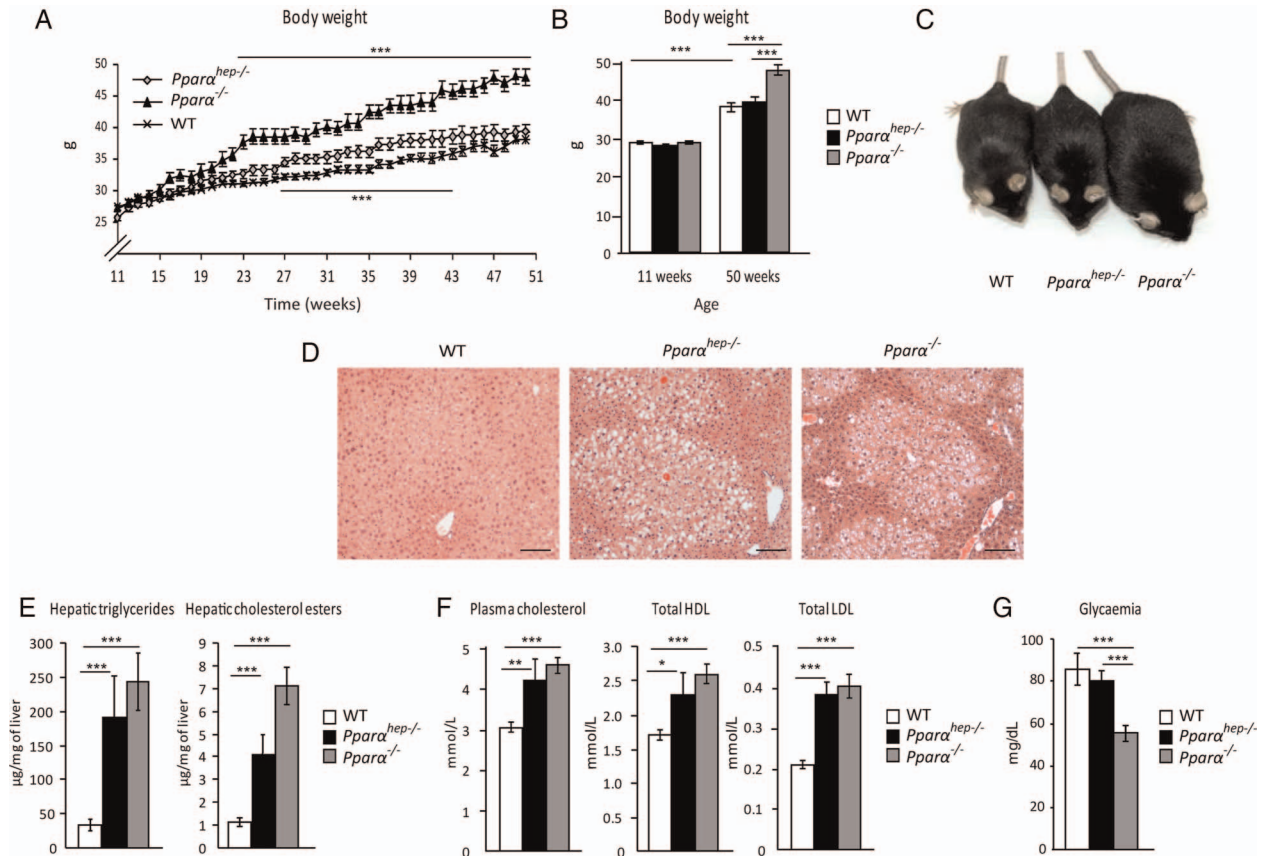 A
Body weight
***
50
45
40
35
30
25
g
Pparα^hep-/-
Pparα^-/-
WT
***
11 15 19 23 27 31 35 39 43 47 51
Time (weeks)
B
Body weight
***
***
***
50
40
30
20
10
0
g
11 weeks 50 weeks
Age
WT
Pparα^hep-/-
Pparα^-/-
C
WT Pparα^hep-/- Pparα^-/-
D
WT Pparα^hep-/- Pparα^-/-
E
Hepatic triglycerides
***
***
300
250
200
150
100
50
0
µg/mg of liver
Hepatic cholesterol esters
***
***
9
8
7
6
5
4
3
2
1
0
µg/mg of liver
WT
Pparα^hep-/-
Pparα^-/-
F
Plasma cholesterol
***
**
5
4
3
2
1
0
mmol/L
Total HDL
***
*
3.0
2.5
2.0
1.5
1.0
0.5
0
mmol/L
Total LDL
***
***
0.5
0.4
0.3
0.2
0.1
0
mmol/L
WT
Pparα^hep-/-
Pparα^-/-
G
Glycaemia
***
***
100
80
60
40
20
0
mg/dL
WT
Pparα^hep-/-
Pparα^-/-